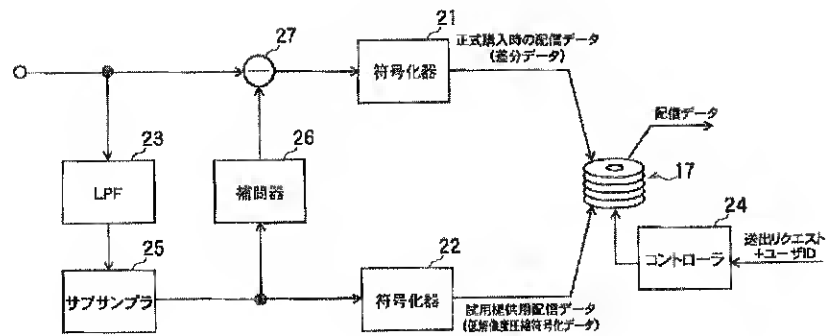 21
正式購入時の配信データ
(差分データ)
27
符号化器
配信データ
23
26
17
LPF
補間器
24
25
22
送出リクエスト
+ユーザID
コントローラ
サブサンプラ
符号化器
試用提供用配信データ
(低解像度圧縮符号化データ)